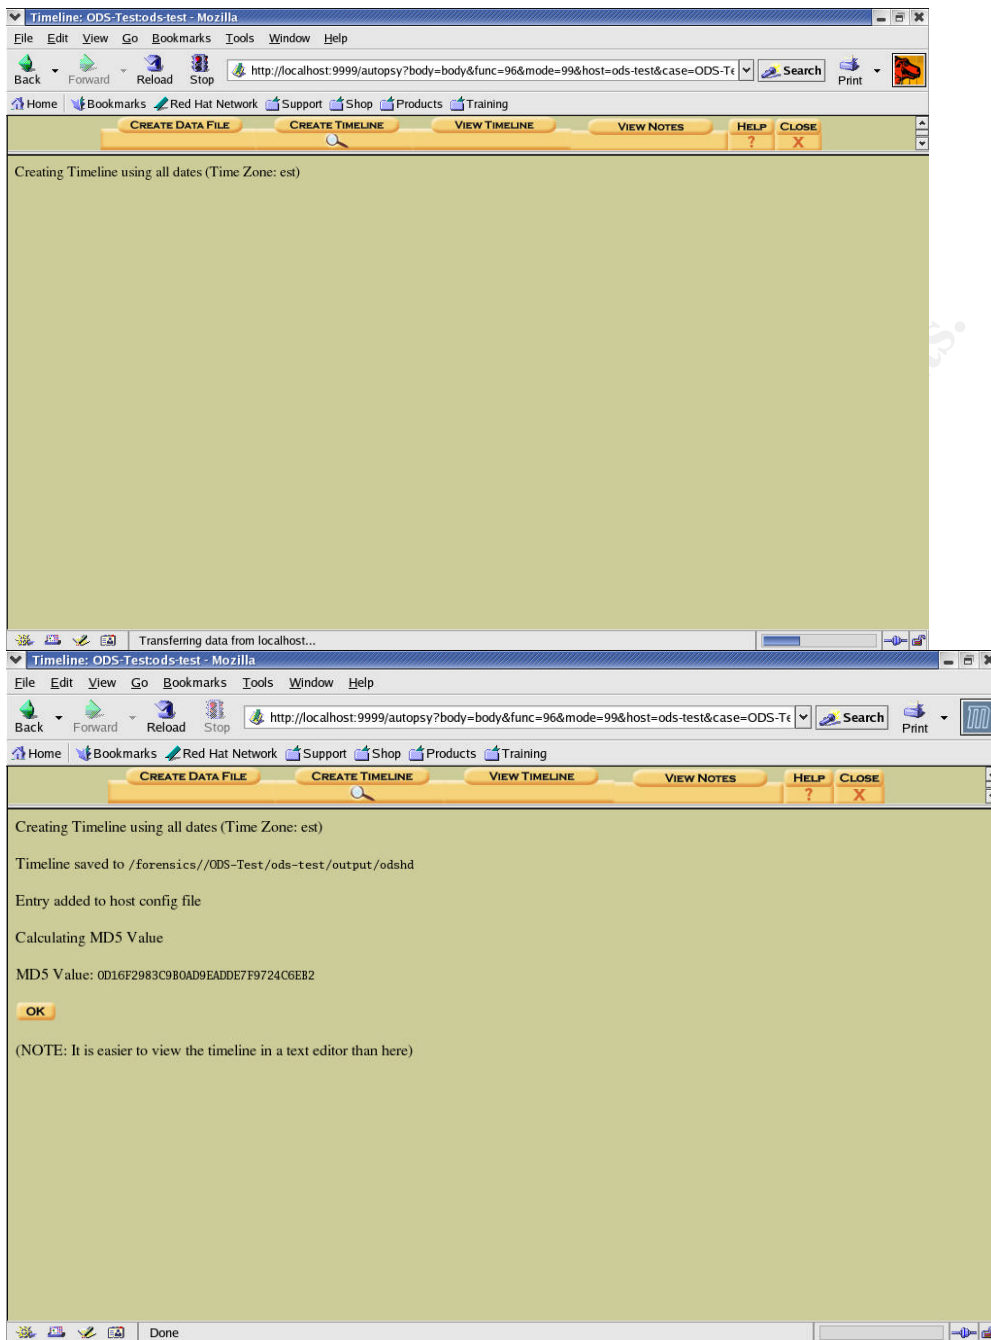 Timeline: ODS-Test:ods-test - Mozilla
File Edit View Go Bookmarks Tools Window Help
Back Forward Reload Stop http://localhost:9999/autopsy?body=body&func=96&mode=99&host=ods-test&case=ODS-Te Search Print
Home Bookmarks Red Hat Network Support Shop Products Training
CREATE DATA FILE CREATE TIMELINE VIEW TIMELINE VIEW NOTES HELP CLOSE
? X
Creating Timeline using all dates (Time Zone: est)
Transferring data from localhost...
Timeline: ODS-Test:ods-test - Mozilla
File Edit View Go Bookmarks Tools Window Help
Back Forward Reload Stop http://localhost:9999/autopsy?body=body&func=96&mode=99&host=ods-test&case=ODS-Te Search Print
Home Bookmarks Red Hat Network Support Shop Products Training
CREATE DATA FILE CREATE TIMELINE VIEW TIMELINE VIEW NOTES HELP CLOSE
? X
Creating Timeline using all dates (Time Zone: est)
Timeline saved to /forensics//ODS-Test/ods-test/output/odshd
Entry added to host config file
Calculating MD5 Value
MD5 Value: 0D16F2983C9B0AD9EADDE7F9724C6EB2
OK
(NOTE: It is easier to view the timeline in a text editor than here)
Done